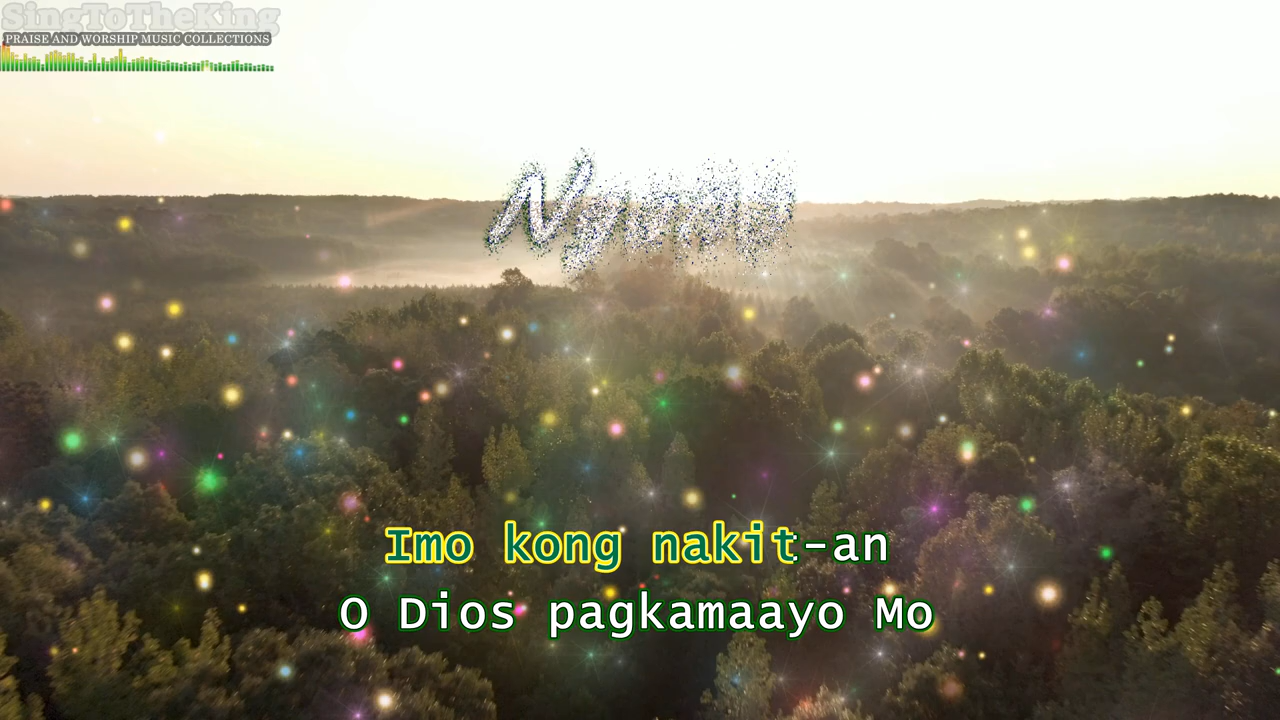 SingToTheKing
PRAISE AND WORSHIP MUSIC COLLECTIONS
Imo kong nakit-an
O Dios pagkamaayo Mo